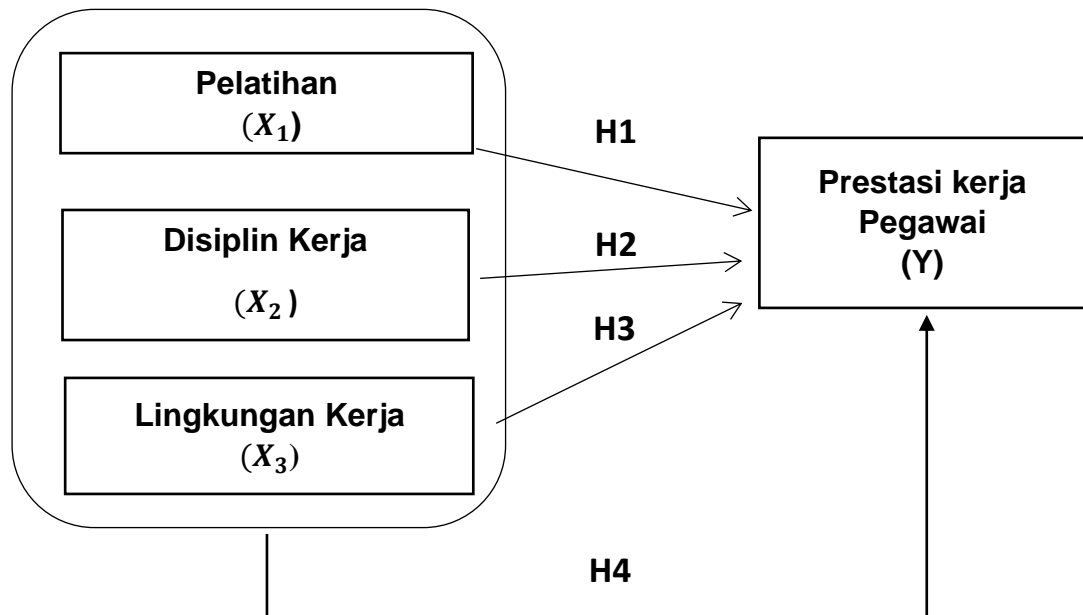 Pelatihan
(X₁)
H1
Prestasi kerja
Pegawai
(Y)
Disiplin Kerja
(X₂ )
H2
H3
Lingkungan Kerja
(X₃)
H4